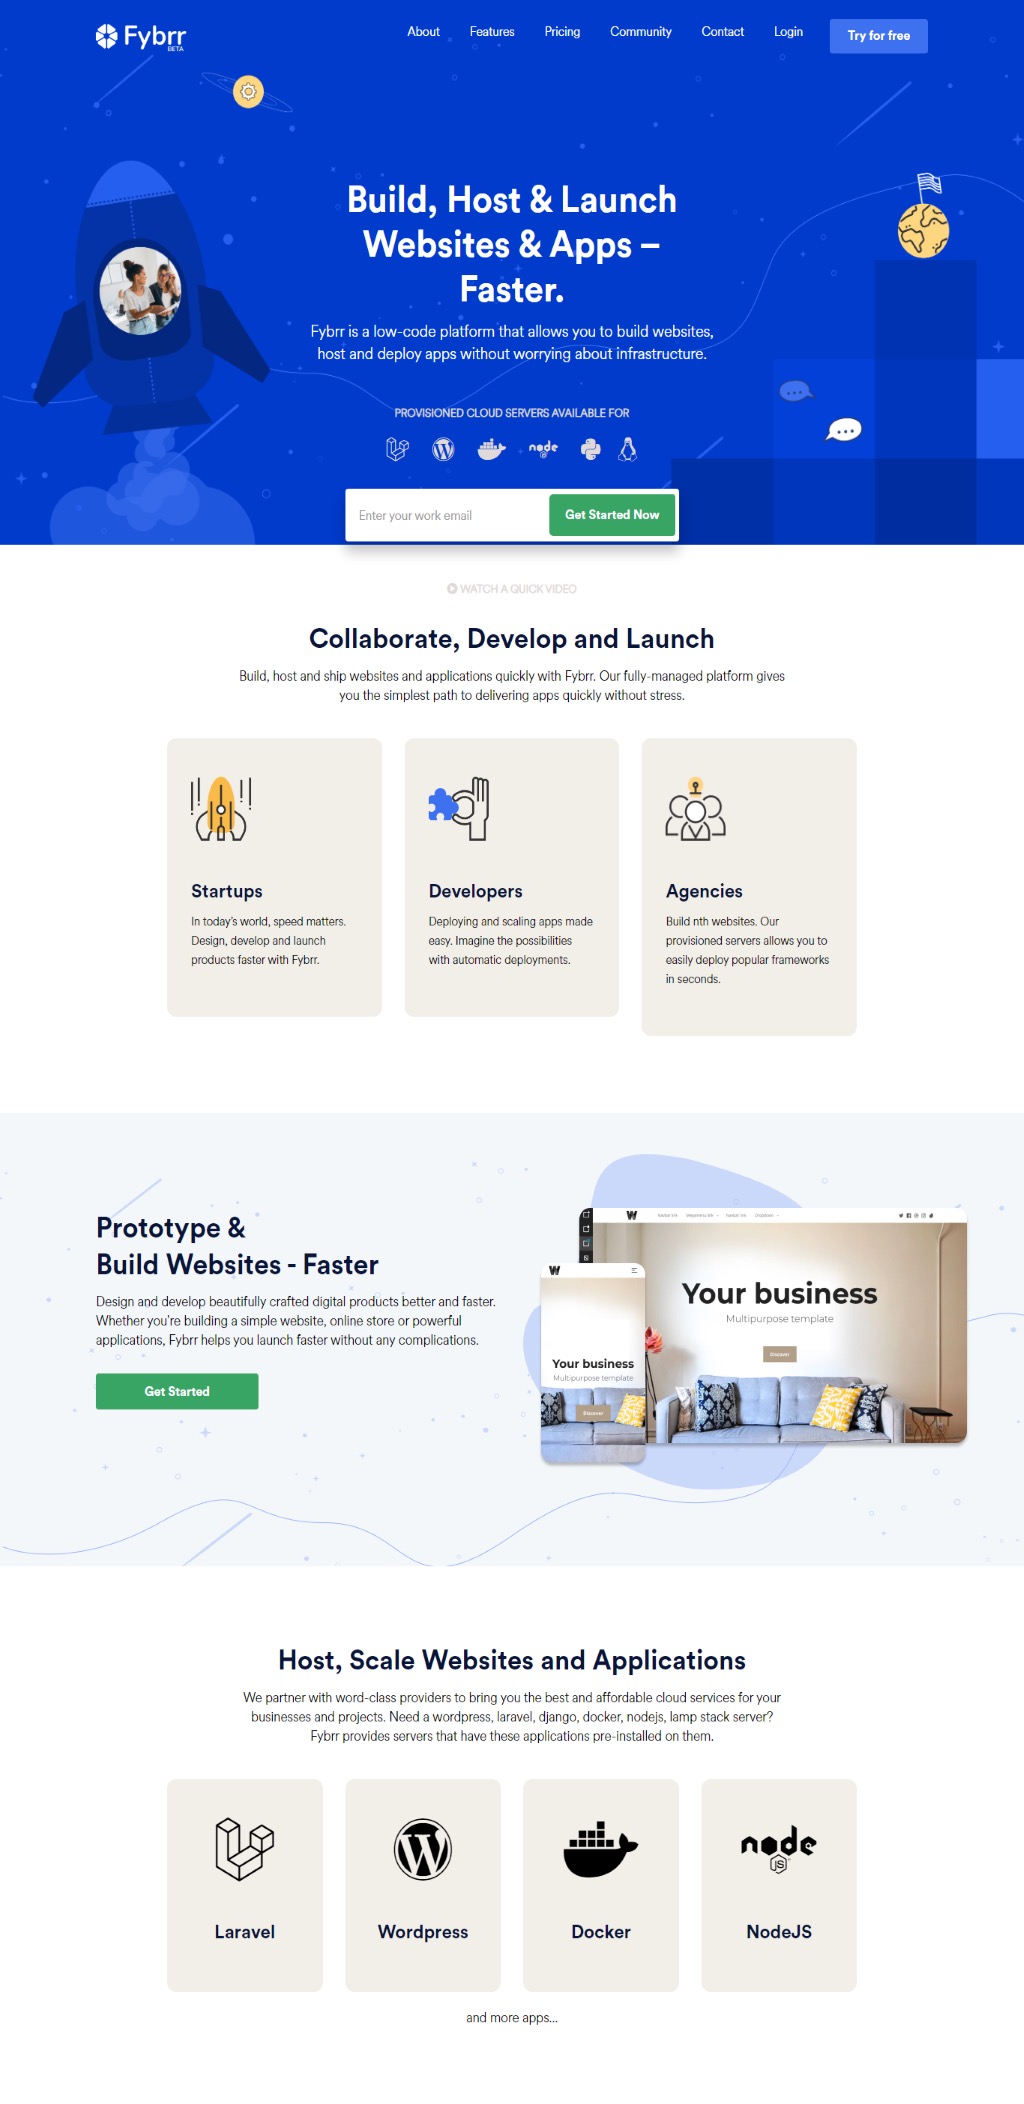 Fybrr
BETA
About
Features
Pricing
Community
Contact
Login
Try for free
Build, Host & Launch
Websites & Apps –
Faster.
Fybrr is a low-code platform that allows you to build websites,
host and deploy apps without worrying about infrastructure.
PROVISIONED CLOUD SERVERS AVAILABLE FOR
node
Enter your work email
Get Started Now
WATCH A QUICK VIDEO
Collaborate, Develop and Launch
Build, host and ship websites and applications quickly with Fybrr. Our fully-managed platform gives
you the simplest path to delivering apps quickly without stress.
Startups
In today's world, speed matters.
Design, develop and launch
products faster with Fybrr.
Developers
Deploying and scaling apps made
easy. Imagine the possibilities
with automatic deployments.
Agencies
Build nth websites. Our
provisioned servers allows you to
easily deploy popular frameworks
in seconds.
Prototype &
Build Websites - Faster
Design and develop beautifully crafted digital products better and faster.
Whether you're building a simple website, online store or powerful
applications, Fybrr helps you launch faster without any complications.
Get Started
W
Your business
Multipurpose template
Discover
W
Your business
Multipurpose template
Discover
Host, Scale Websites and Applications
We partner with word-class providers to bring you the best and affordable cloud services for your
businesses and projects. Need a wordpress, laravel, django, docker, nodejs, lamp stack server?
Fybrr provides servers that have these applications pre-installed on them.
Laravel
W
Wordpress
Docker
node
JS
NodeJS
and more apps...